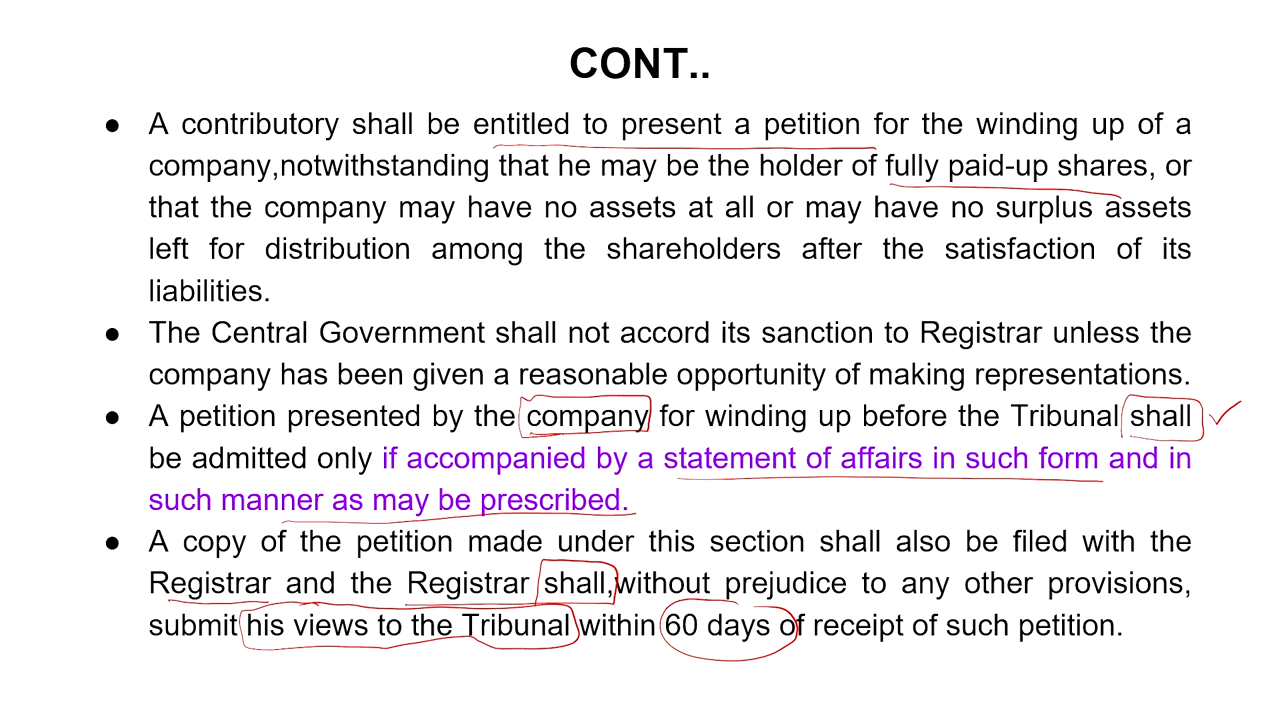 CONT..
● A contributory shall be entitled to present a petition for the winding up of a
company,notwithstanding that he may be the holder of fully paid-up shares, or
that the company may have no assets at all or may have no surplus assets
left for distribution among the shareholders after the satisfaction of its
liabilities.
● The Central Government shall not accord its sanction to Registrar unless the
company has been given a reasonable opportunity of making representations.
● A petition presented by the company for winding up before the Tribunal shall
be admitted only if accompanied by a statement of affairs in such form and in
such manner as may be prescribed.
● A copy of the petition made under this section shall also be filed with the
Registrar and the Registrar shall,without prejudice to any other provisions,
submit his views to the Tribunal within 60 days of receipt of such petition.